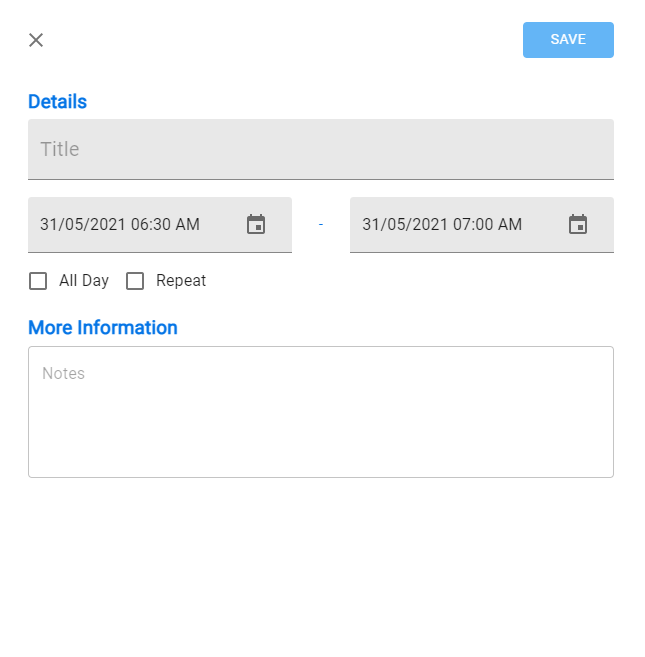 SAVE
Details
Title
31/05/2021 06:30 AM - 31/05/2021 07:00 AM
All Day Repeat
More Information
Notes